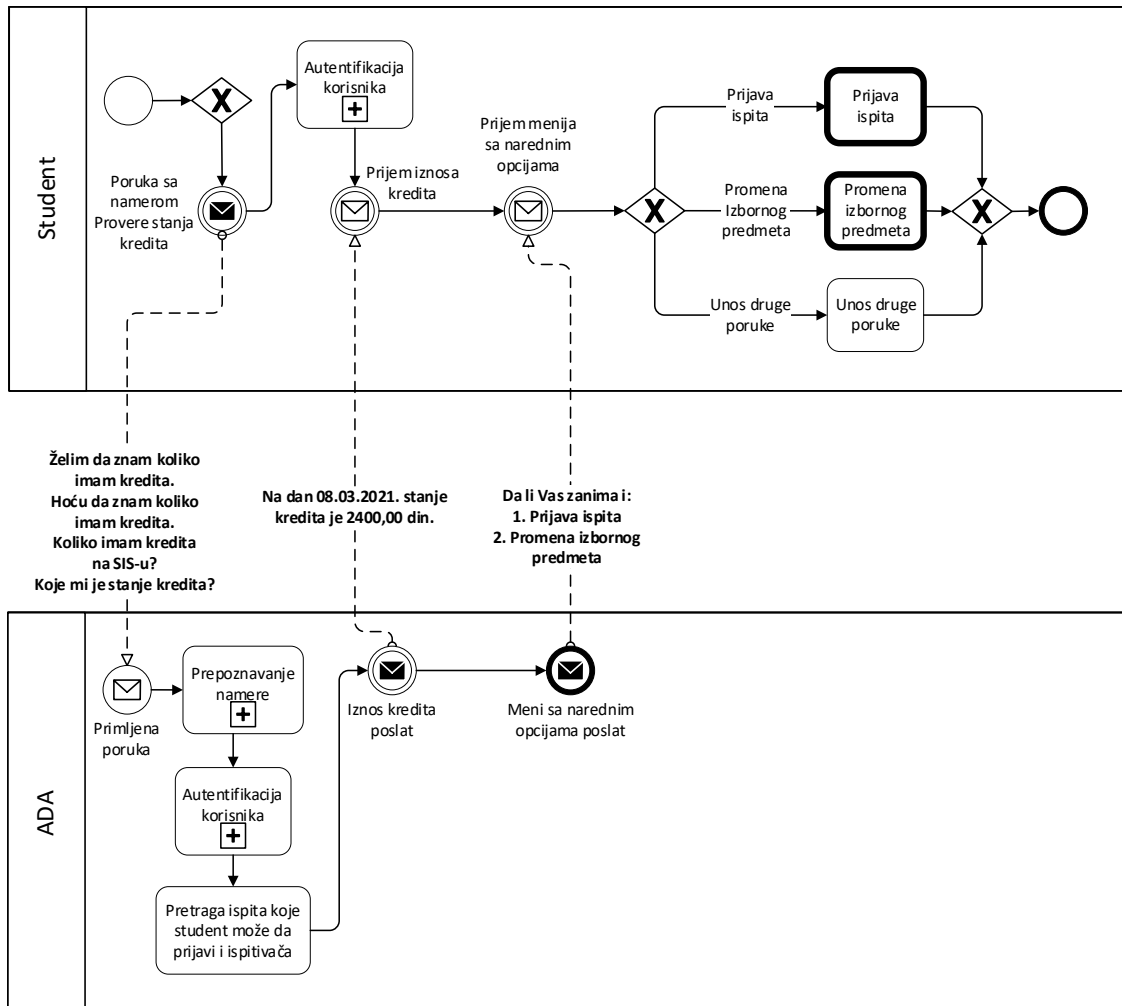 Student
Poruka sa
namerom
Provere stanja
kredita
Autentifikacija
korisnika
Prijem iznosa
kredita
Prijem menija
sa narednim
opcijama
Prijava
ispita
Prijava
ispita
Promena
Izbornog
predmeta
Promena
izbornog
predmeta
Unos druge
poruke
Unos druge
poruke
Želim da znam koliko
imam kredita.
Hoću da znam koliko
imam kredita.
Koliko imam kredita
na SIS-u?
Koje mi je stanje kredita?
Na dan 08.03.2021. stanje
kredita je 2400,00 din.
Da li Vas zanima i:
1. Prijava ispita
2. Promena izbornog
predmeta
ADA
Primljena
poruka
Prepoznavanje
namere
Autentifikacija
korisnika
Pretraga ispita koje
student može da
prijavi i ispitivača
Iznos kredita
poslat
Meni sa narednim
opcijama poslat